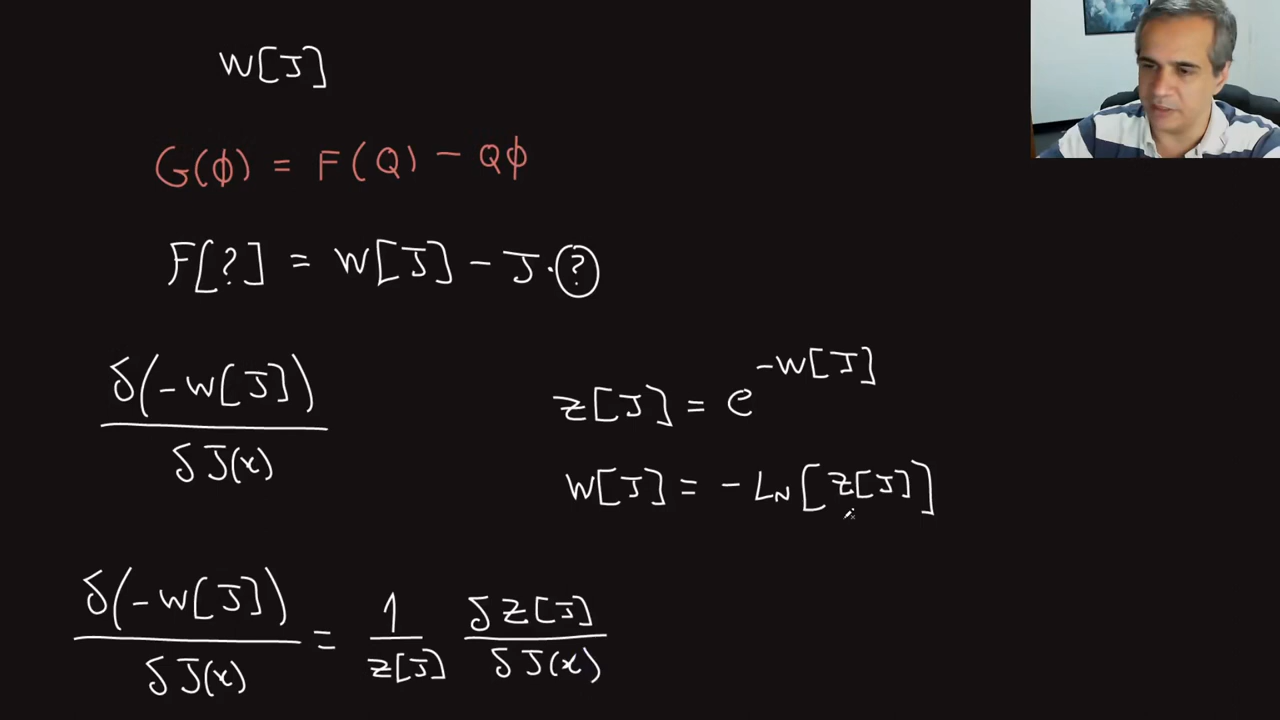 W[J]
G(ϕ) = F(Q) − Qϕ
F[?] = W[J] − J·?
δ(−W[J]) / δJ(x)
Z[J] = e^{−W[J]}
W[J] = − LN[Z[J]]
δ(−W[J]) / δJ(x) = 1 / Z[J] δZ[J] / δJ(x)